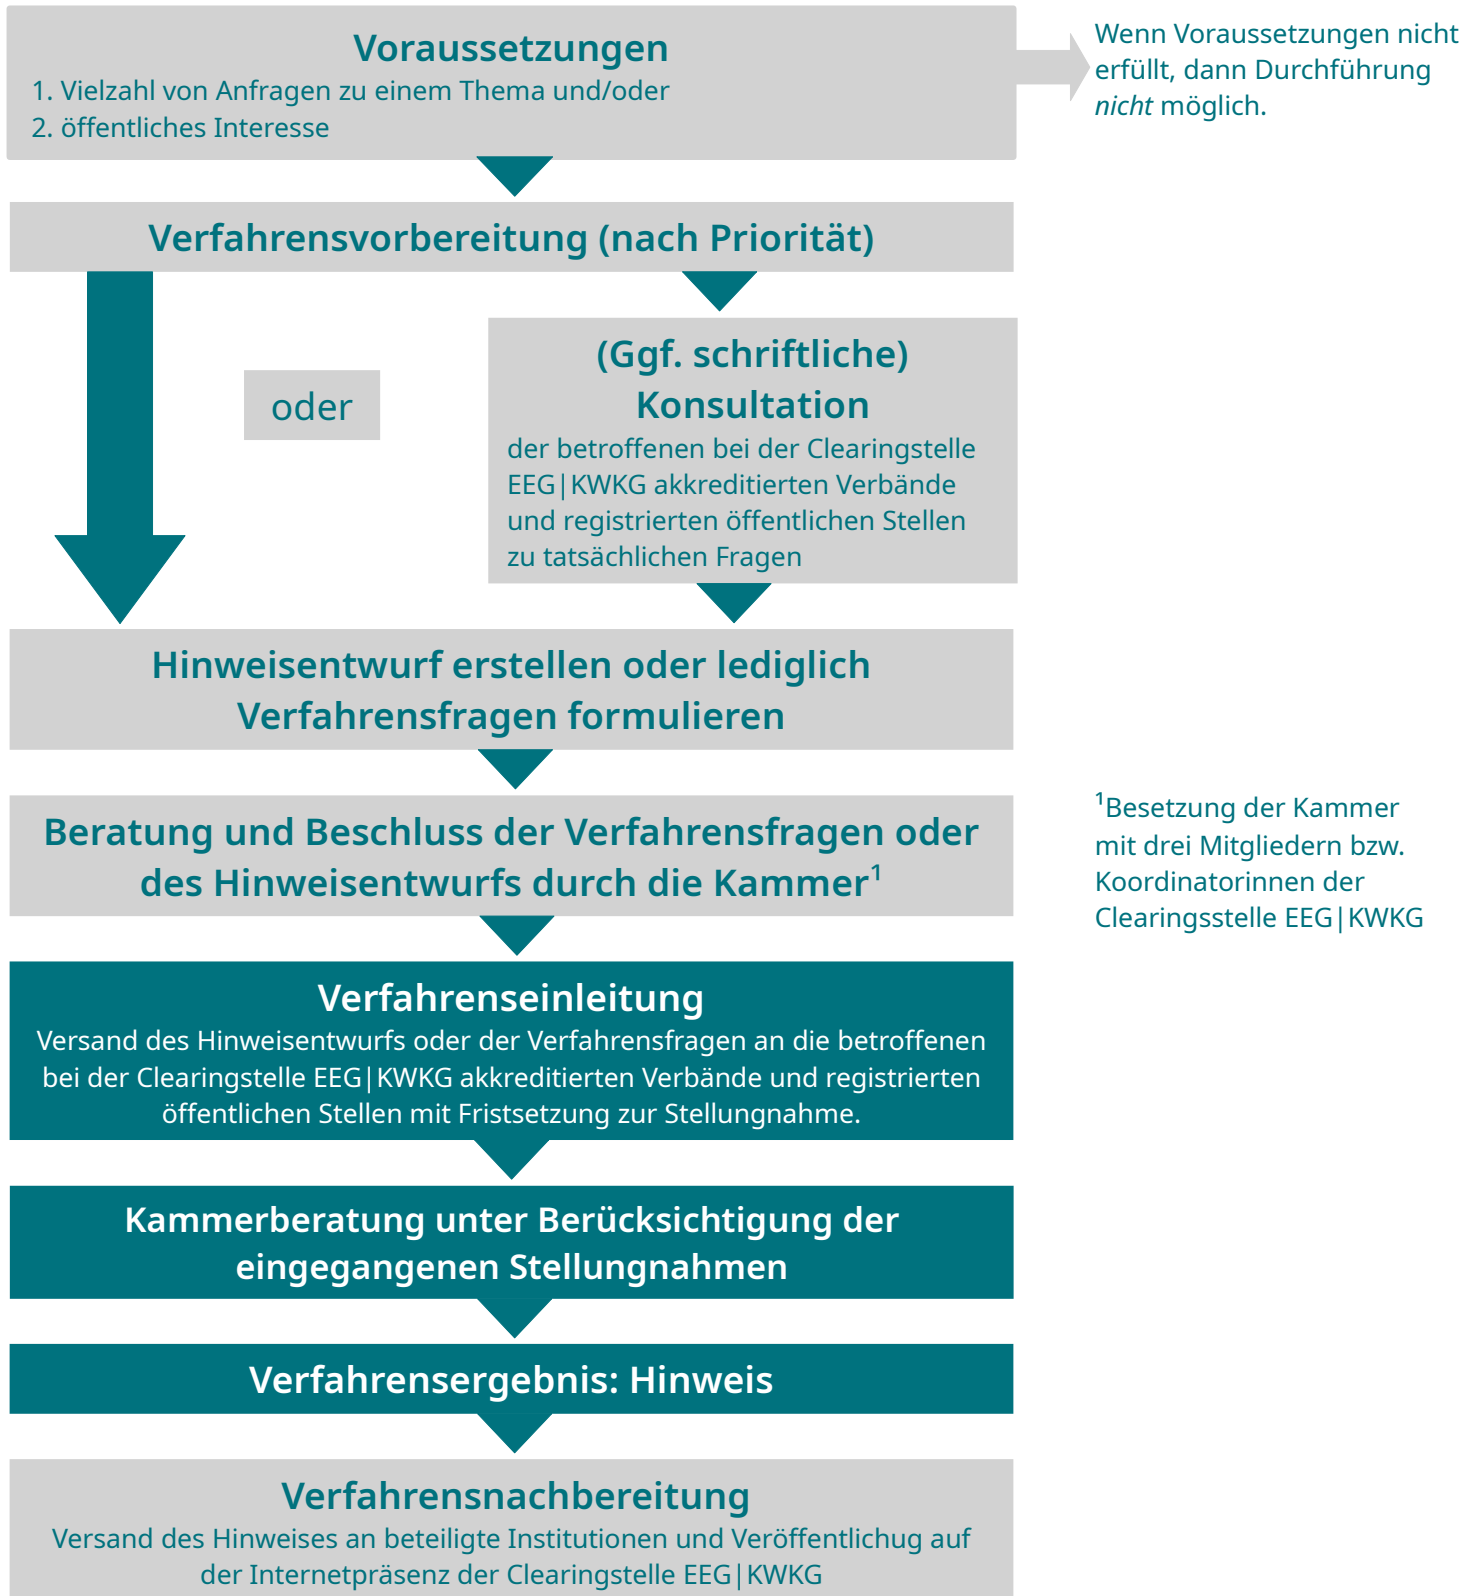 Voraussetzungen
1. Vielzahl von Anfragen zu einem Thema und/oder
2. öffentliches Interesse
Wenn Voraussetzungen nicht
erfüllt, dann Durchführung
nicht möglich.
Verfahrensvorbereitung (nach Priorität)
oder
(Ggf. schriftliche)
Konsultation
der betroffenen bei der Clearingstelle
EEG|KWKG akkreditierten Verbände
und registrierten öffentlichen Stellen
zu tatsächlichen Fragen
Hinweisentwurf erstellen oder lediglich
Verfahrensfragen formulieren
Beratung und Beschluss der Verfahrensfragen oder
des Hinweisentwurfs durch die Kammer¹
¹Besetzung der Kammer
mit drei Mitgliedern bzw.
Koordinatorinnen der
Clearingsstelle EEG|KWKG
Verfahrenseinleitung
Versand des Hinweisentwurfs oder der Verfahrensfragen an die betroffenen
bei der Clearingstelle EEG|KWKG akkreditierten Verbände und registrierten
öffentlichen Stellen mit Fristsetzung zur Stellungnahme.
Kammerberatung unter Berücksichtigung der
eingegangenen Stellungnahmen
Verfahrensergebnis: Hinweis
Verfahrensnachbereitung
Versand des Hinweises an beteiligte Institutionen und Veröffentlichug auf
der Internetpräsenz der Clearingstelle EEG|KWKG